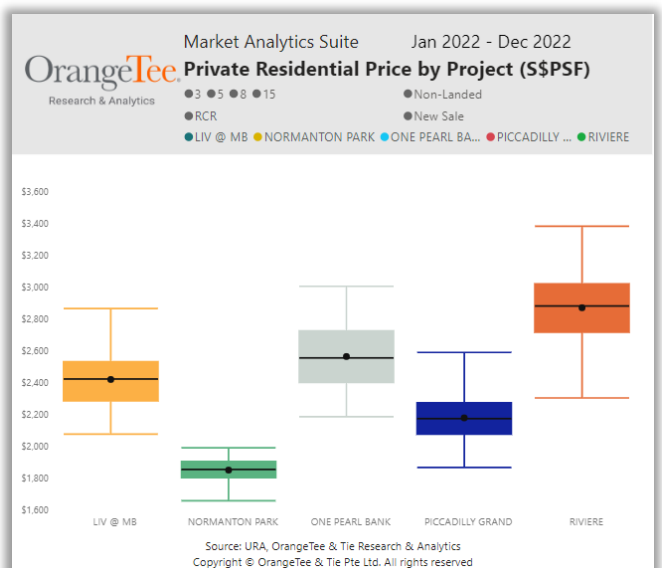 OrangeTee
Research & Analytics
Market Analytics Suite Jan 2022 - Dec 2022
Private Residential Price by Project (S$PSF)
●3 ●5 ●8 ●15 ●Non-Landed
●RCR ●New Sale
●LIV @ MB ●NORMANTON PARK ●ONE PEARL BA... ●PICCADILLY ... ●RIVIERE
$3,600
$3,400
$3,200
$3,000
$2,800
$2,600
$2,400
$2,200
$2,000
$1,800
$1,600
LIV @ MB NORMANTON PARK ONE PEARL BANK PICCADILLY GRAND RIVIERE
Source: URA, OrangeTee & Tie Research & Analytics
Copyright © OrangeTee & Tie Pte Ltd. All rights reserved